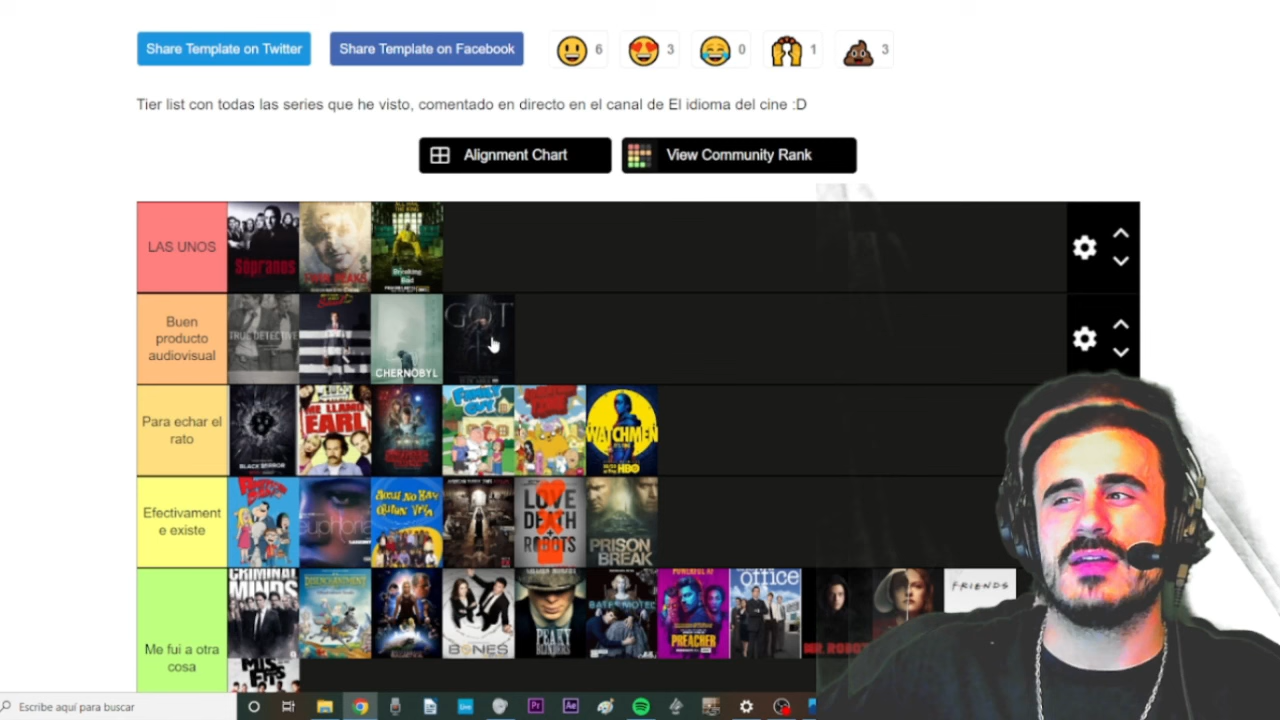 Share Template on Twitter
Share Template on Facebook
6
3
0
1
3
Tier list con todas las series que he visto, comentado en directo en el canal de El idioma del cine :D
Alignment Chart
View Community Rank
LAS UNOS
Sopranos
Breaking
Bad
Buen
producto
audiovisual
TRUE DETECTIVE
CHERNOBYL
GOT
Para echar el
rato
BLACK MIRROR
ME LLAMO
EARL
FAMILY
GUY
WATCHMEN
HBO
Efectivament
e existe
euphoria
AQUÍ NO HAY
QUIEN VIVA
LOVE
DEATH
ROBOTS
PRISON
BREAK
Me fui a otra
cosa
CRIMINAL
MINDS
DISENCHANTMENT
BONES
PEAKY
BLINDERS
BATES MOTEL
PREACHER
office
MR. ROBOT
FRIENDS
MISFITS
Escribe aquí para buscar
Pr
Ae